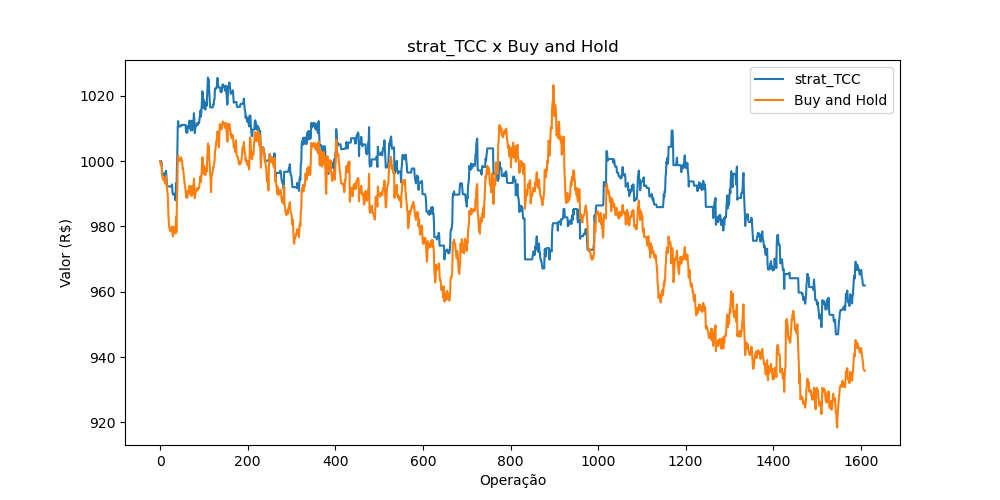 strat_TCC x Buy and Hold
strat_TCC
Buy and Hold
Valor (R$)
1020
1000
980
960
940
920
0 200 400 600 800 1000 1200 1400 1600
Operação